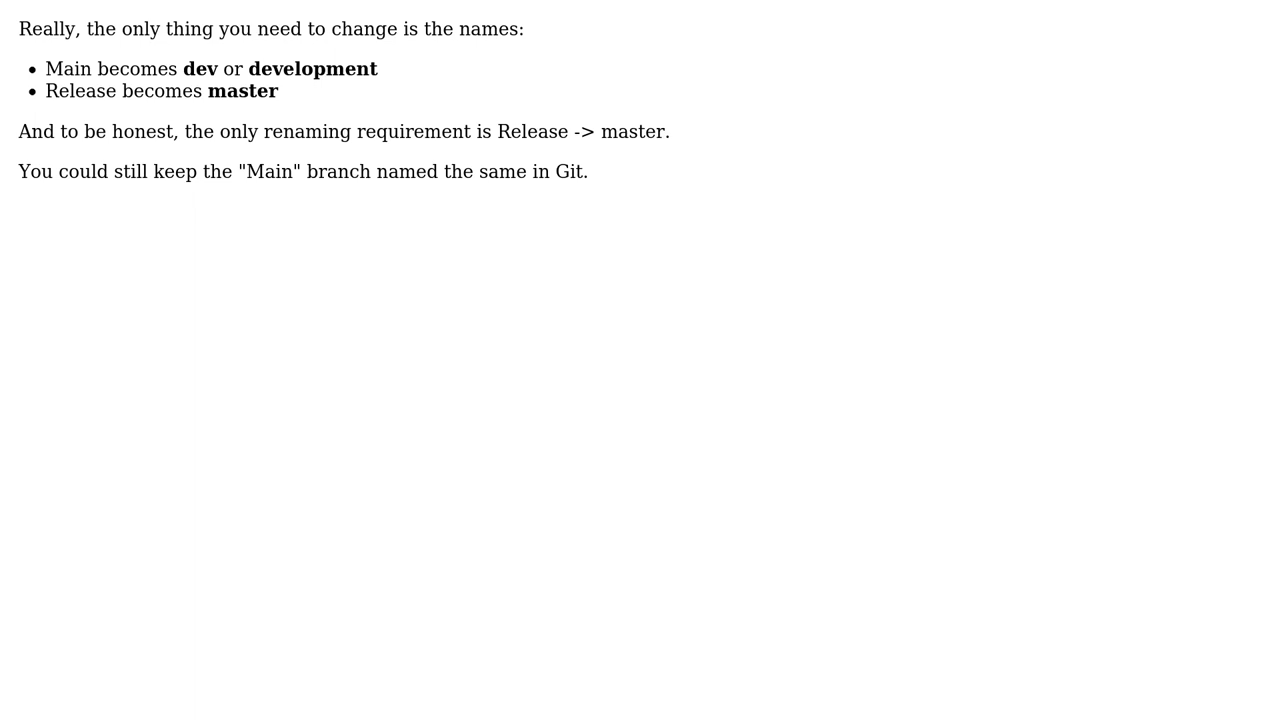 Really, the only thing you need to change is the names:
• Main becomes dev or development
• Release becomes master
And to be honest, the only renaming requirement is Release -> master.
You could still keep the "Main" branch named the same in Git.